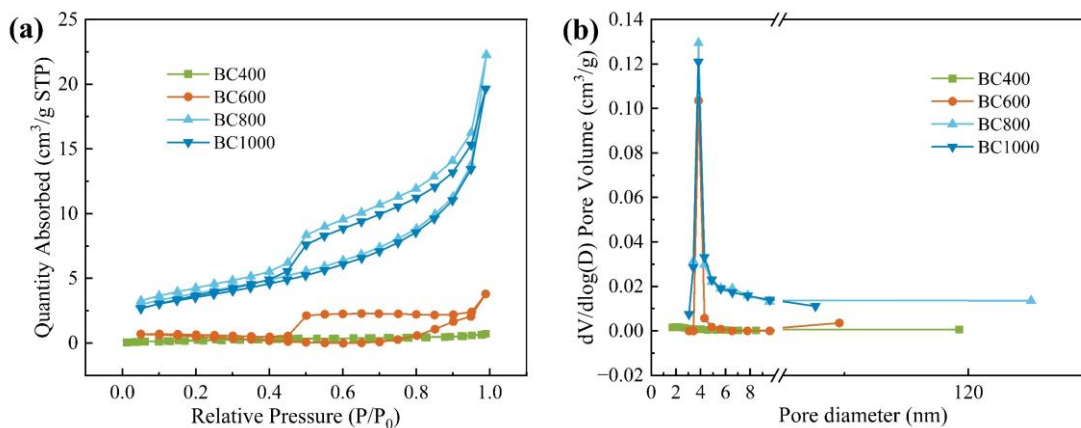 (a)
25
20
15
10
5
0
Quantity Absorbed (cm³/g STP)
BC400
BC600
BC800
BC1000
0.0 0.2 0.4 0.6 0.8 1.0
Relative Pressure (P/P₀)
(b)
0.14
0.12
0.10
0.08
0.06
0.04
0.02
0.00
−0.02
dV/dlog(D) Pore Volume (cm³/g)
BC400
BC600
BC800
BC1000
0 2 4 6 8 120
Pore diameter (nm)